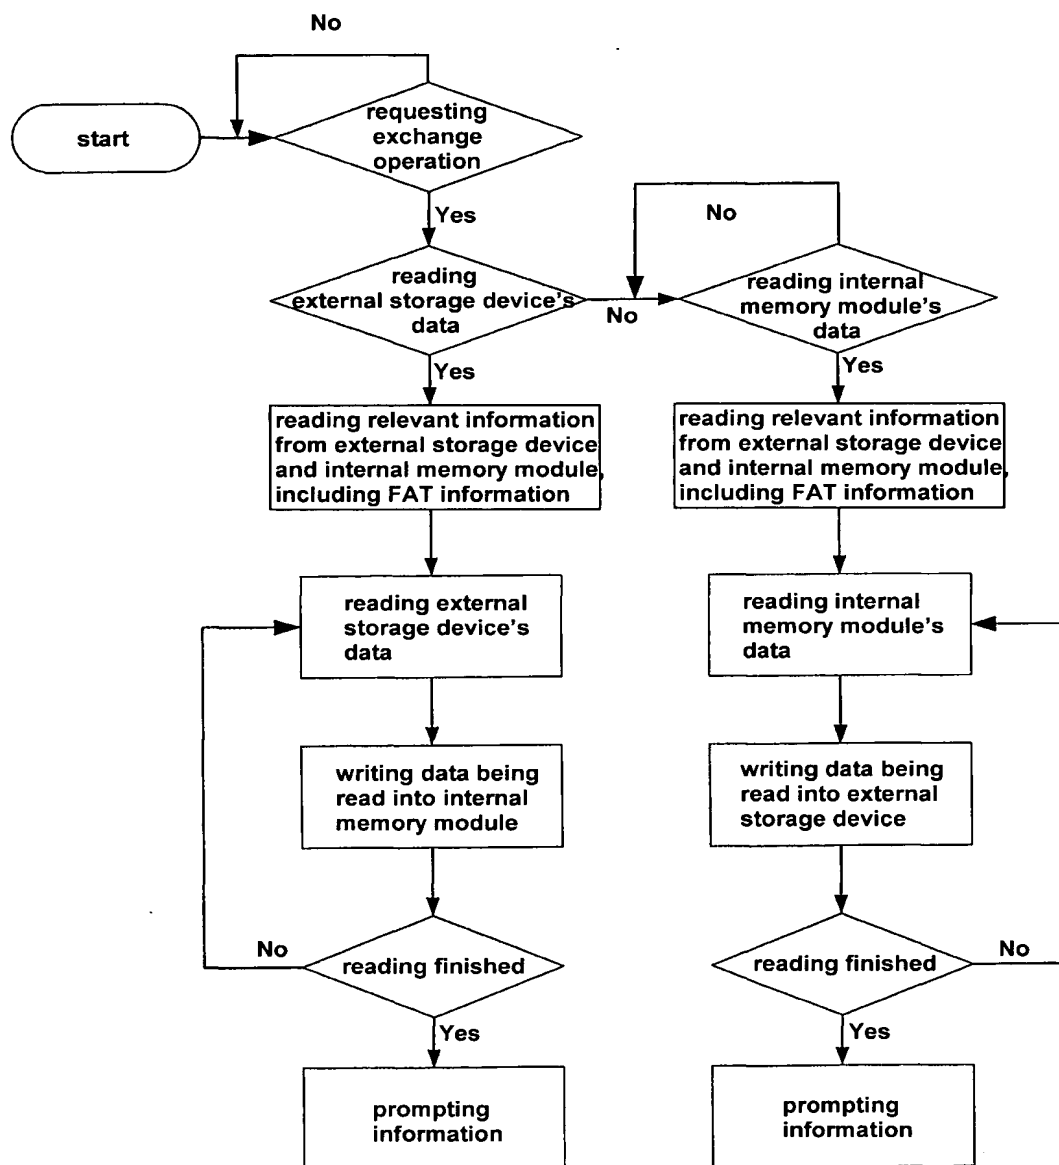 No
start
requesting
exchange
operation
Yes
No
reading
external storage device's
data
No
reading internal
memory module's
data
Yes
Yes
reading relevant information
from external storage device
and internal memory module,
including FAT information
reading relevant information
from external storage device
and internal memory module,
including FAT information
reading external
storage device's
data
reading internal
memory module's
data
writing data being
read into internal
memory module
writing data being
read into external
storage device
No
reading finished
reading finished
No
Yes
Yes
prompting
information
prompting
information